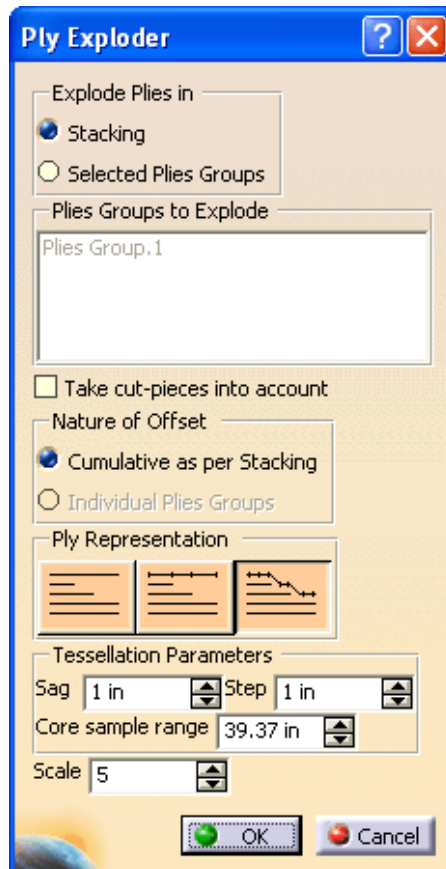 Ply Exploder
Explode Plies in
Stacking
Selected Plies Groups
Plies Groups to Explode
Plies Group.1
Take cut-pieces into account
Nature of Offset
Cumulative as per Stacking
Individual Plies Groups
Ply Representation
Tessellation Parameters
Sag 1 in Step 1 in
Core sample range 39.37 in
Scale 5
OK Cancel